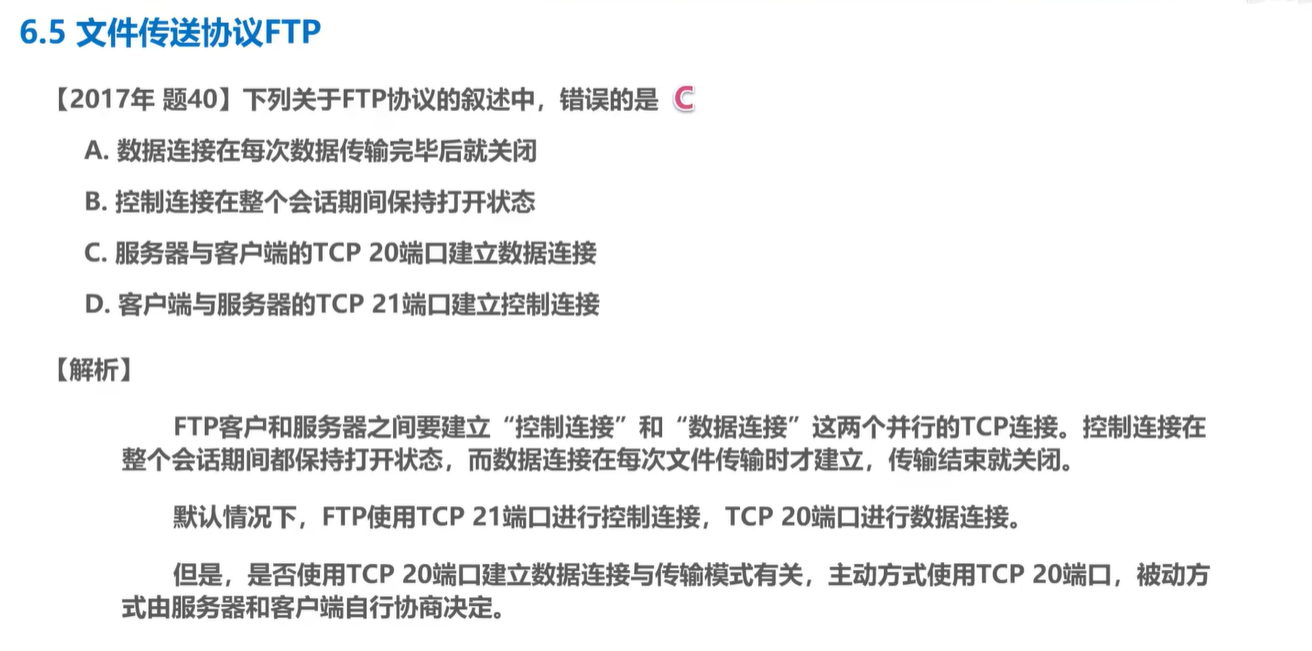 6.5 文件传送协议FTP
【2017年 题40】下列关于FTP协议的叙述中，错误的是 C
A. 数据连接在每次数据传输完毕后就关闭
B. 控制连接在整个会话期间保持打开状态
C. 服务器与客户端的TCP 20端口建立数据连接
D. 客户端与服务器的TCP 21端口建立控制连接
【解析】
FTP客户和服务器之间要建立“控制连接”和“数据连接”这两个并行的TCP连接。控制连接在
整个会话期间都保持打开状态，而数据连接在每次文件传输时才建立，传输结束就关闭。
默认情况下，FTP使用TCP 21端口进行控制连接，TCP 20端口进行数据连接。
但是，是否使用TCP 20端口建立数据连接与传输模式有关，主动方式使用TCP 20端口，被动方
式由服务器和客户端自行协商决定。